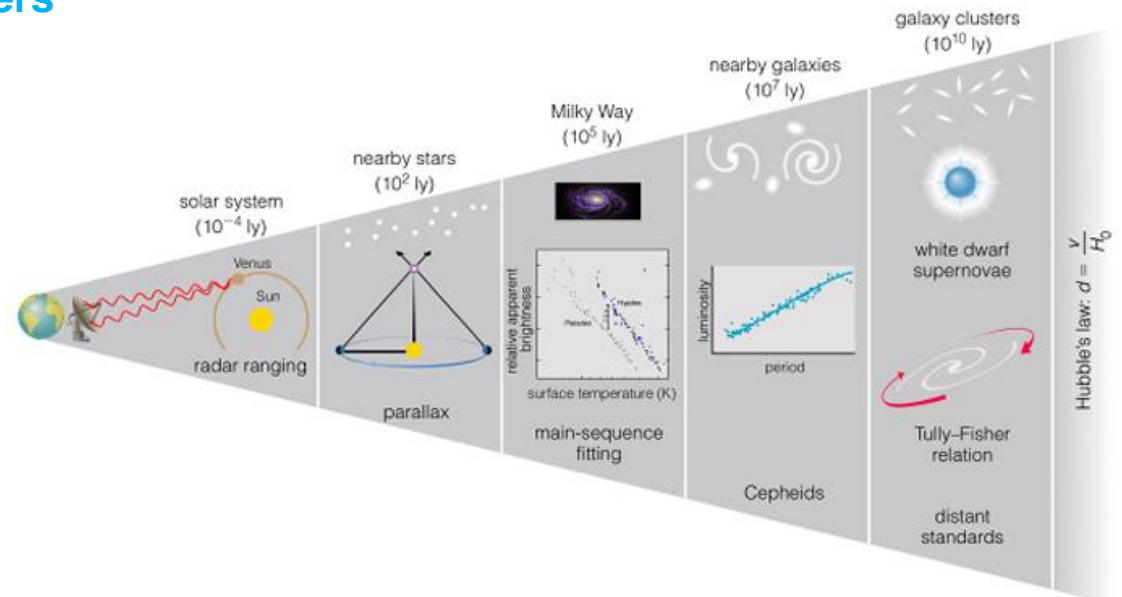 ers
solar system
(10⁻⁴ ly)
Venus
Sun
radar ranging
nearby stars
(10² ly)
parallax
Milky Way
(10⁵ ly)
relative apparent
brightness
Pleiades
Hyades
surface temperature (K)
main-sequence
fitting
nearby galaxies
(10⁷ ly)
luminosity
period
Cepheids
galaxy clusters
(10¹⁰ ly)
white dwarf
supernovae
Tully–Fisher
relation
distant
standards
Hubble's law: d = v/H₀